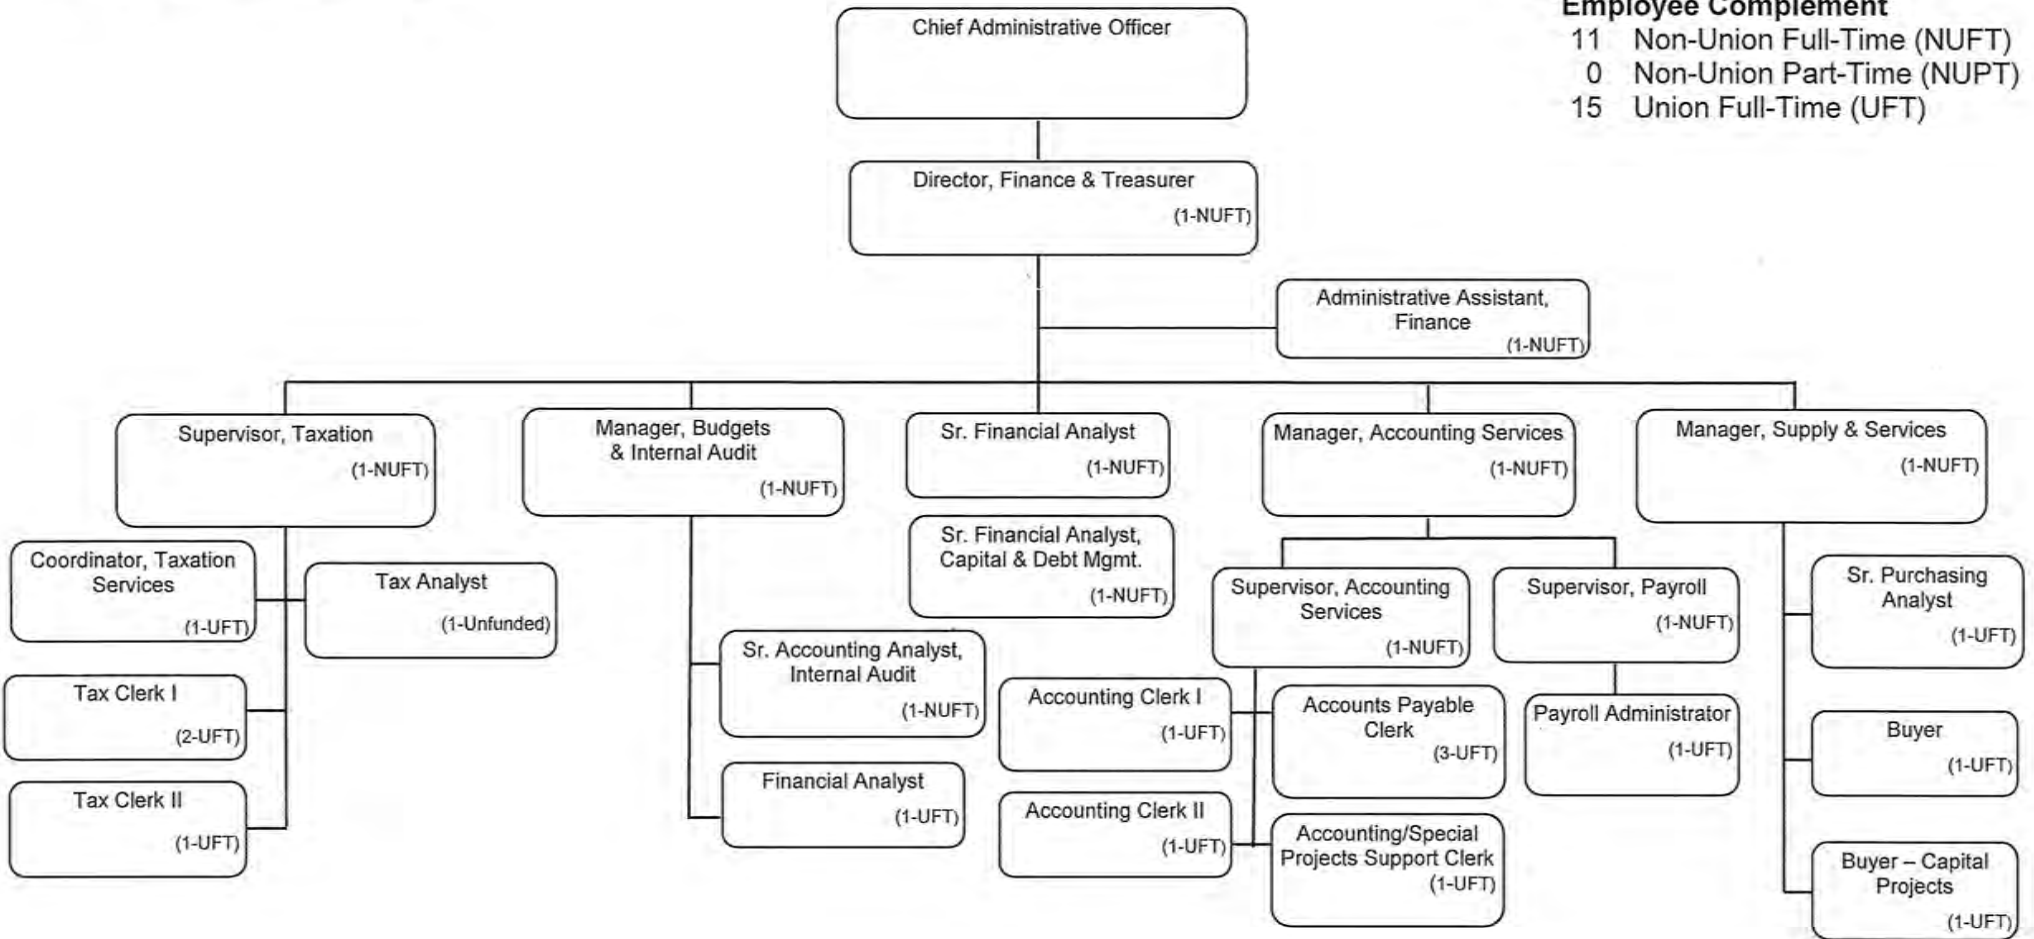 Chief Administrative Officer
Employee Complement
11 Non-Union Full-Time (NUFT)
0 Non-Union Part-Time (NUPT)
15 Union Full-Time (UFT)
Director, Finance & Treasurer
(1-NUFT)
Administrative Assistant,
Finance
(1-NUFT)
Supervisor, Taxation
(1-NUFT)
Manager, Budgets
& Internal Audit
(1-NUFT)
Sr. Financial Analyst
(1-NUFT)
Manager, Accounting Services
(1-NUFT)
Manager, Supply & Services
(1-NUFT)
Coordinator, Taxation
Services
(1-UFT)
Tax Analyst
(1-Unfunded)
Tax Clerk I
(2-UFT)
Tax Clerk II
(1-UFT)
Sr. Accounting Analyst,
Internal Audit
(1-NUFT)
Financial Analyst
(1-UFT)
Sr. Financial Analyst,
Capital & Debt Mgmt.
(1-NUFT)
Supervisor, Accounting
Services
(1-NUFT)
Supervisor, Payroll
(1-NUFT)
Accounting Clerk I
(1-UFT)
Accounts Payable
Clerk
(3-UFT)
Accounting Clerk II
(1-UFT)
Accounting/Special
Projects Support Clerk
(1-UFT)
Payroll Administrator
(1-UFT)
Sr. Purchasing
Analyst
(1-UFT)
Buyer
(1-UFT)
Buyer – Capital
Projects
(1-UFT)